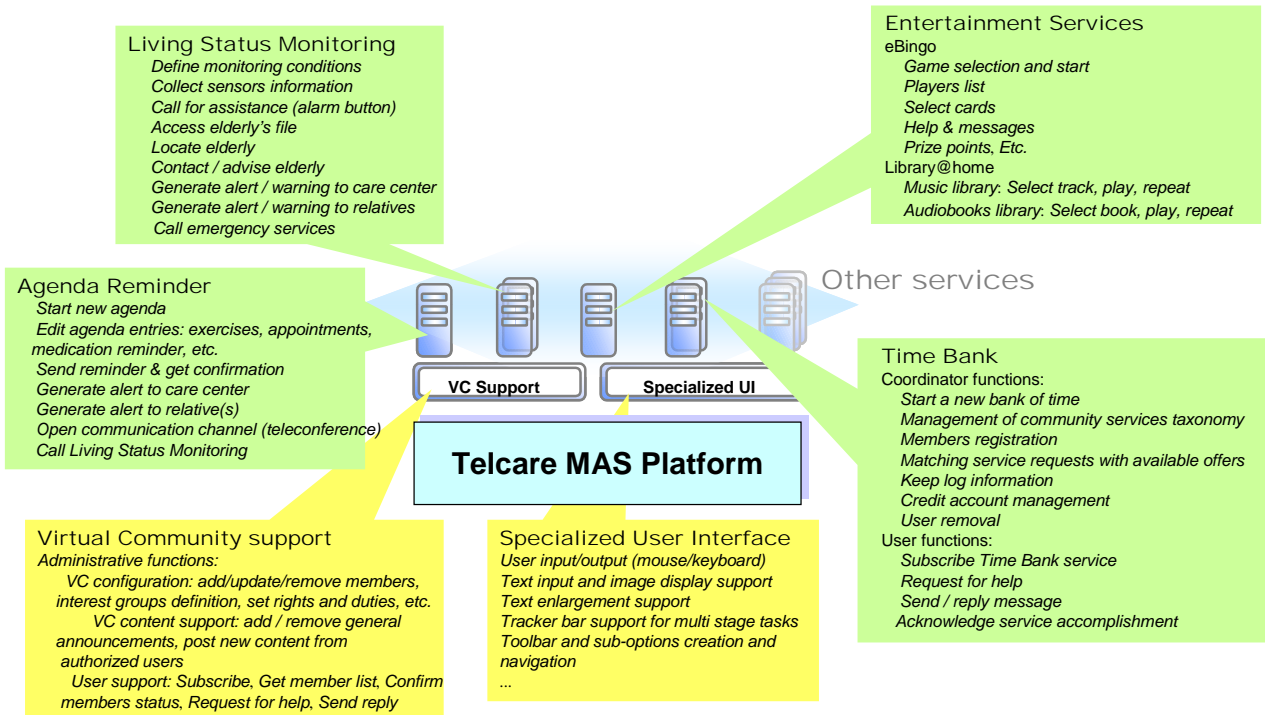 Living Status Monitoring
Define monitoring conditions
Collect sensors information
Call for assistance (alarm button)
Access elderly's file
Locate elderly
Contact / advise elderly
Generate alert / warning to care center
Generate alert / warning to relatives
Call emergency services
Entertainment Services
eBingo
Game selection and start
Players list
Select cards
Help & messages
Prize points, Etc.
Library@home
Music library: Select track, play, repeat
Audiobooks library: Select book, play, repeat
Other services
Agenda Reminder
Start new agenda
Edit agenda entries: exercises, appointments,
medication reminder, etc.
Send reminder & get confirmation
Generate alert to care center
Generate alert to relative(s)
Open communication channel (teleconference)
Call Living Status Monitoring
VC Support
Specialized UI
Telcare MAS Platform
Time Bank
Coordinator functions:
Start a new bank of time
Management of community services taxonomy
Members registration
Matching service requests with available offers
Keep log information
Credit account management
User removal
User functions:
Subscribe Time Bank service
Request for help
Send / reply message
Acknowledge service accomplishment
Virtual Community support
Administrative functions:
VC configuration: add/update/remove members,
interest groups definition, set rights and duties, etc.
VC content support: add / remove general
announcements, post new content from
authorized users
User support: Subscribe, Get member list, Confirm
members status, Request for help, Send reply
Specialized User Interface
User input/output (mouse/keyboard)
Text input and image display support
Text enlargement support
Tracker bar support for multi stage tasks
Toolbar and sub-options creation and
navigation
...